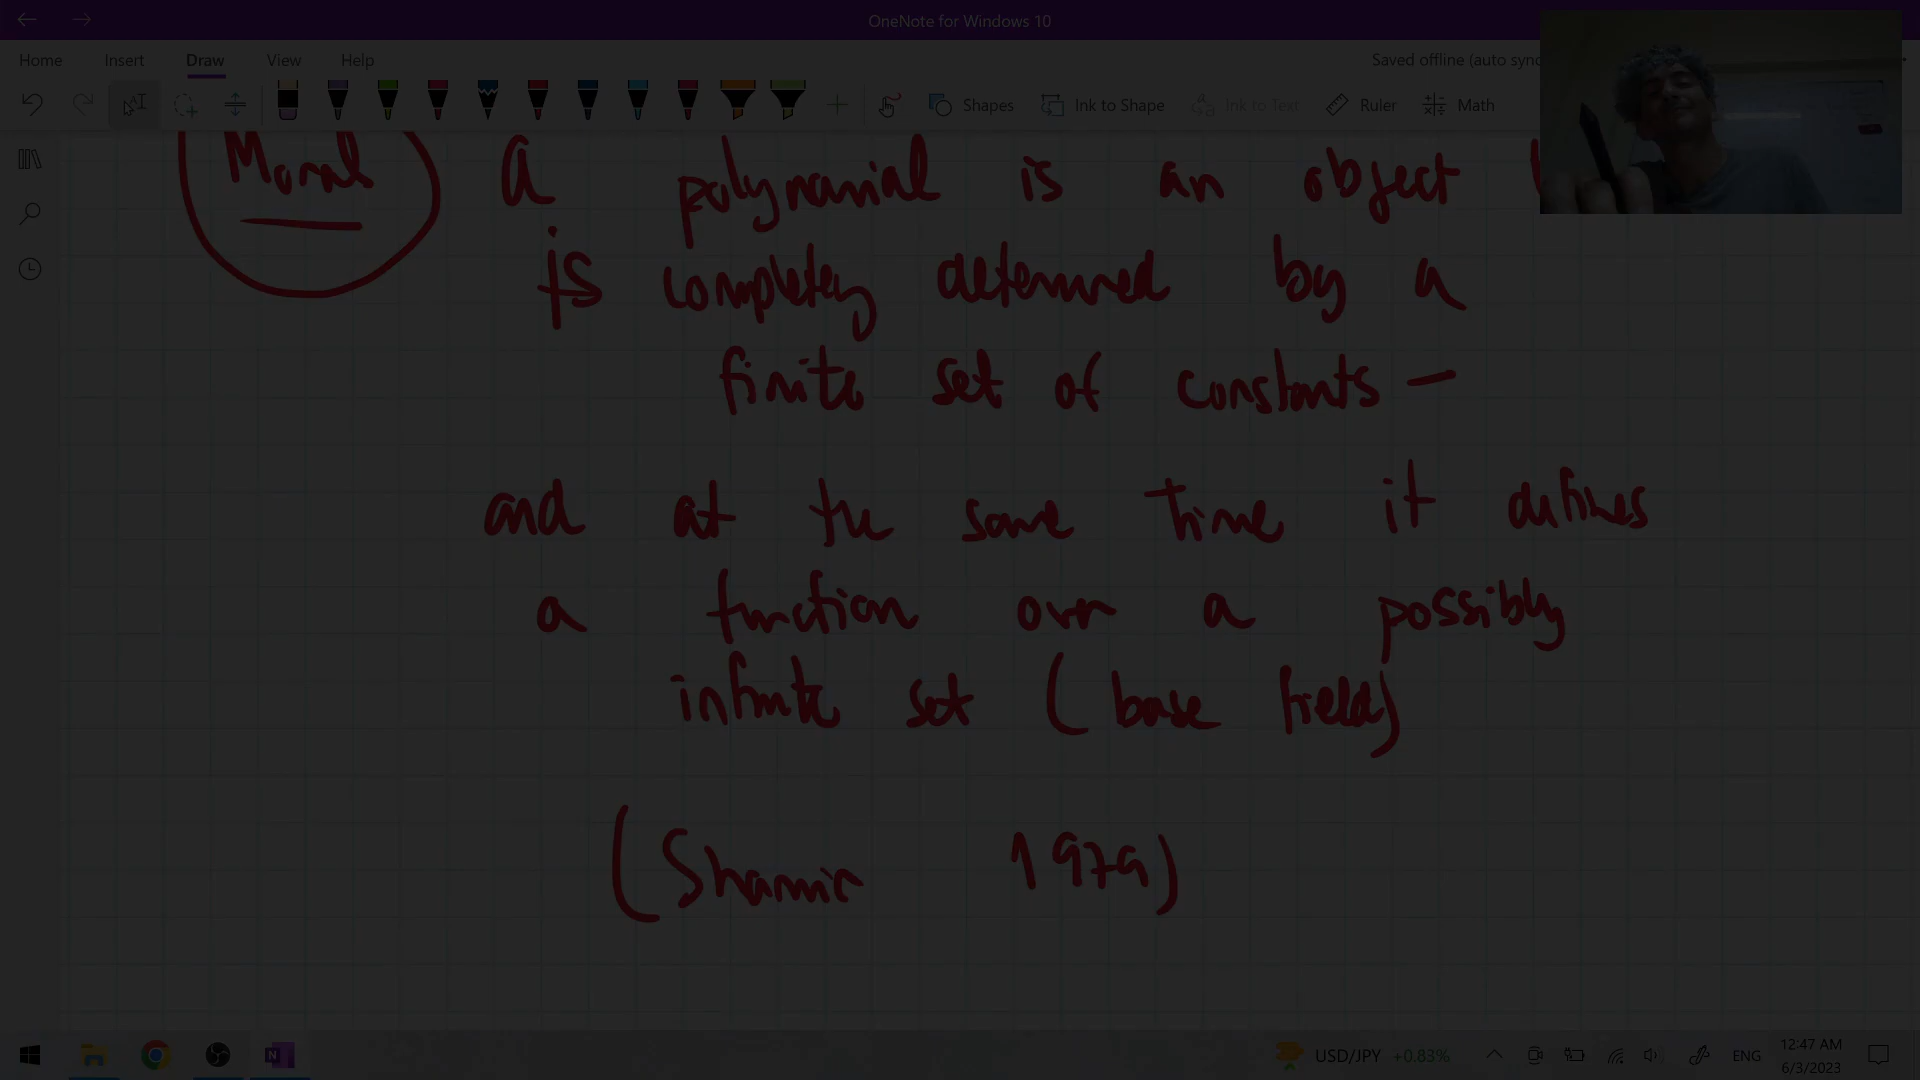 OneNote for Windows 10
Home Insert Draw View Help Saved offline (auto sync
Shapes Ink to Shape Ink to Text Ruler Math
Moral a polynomial is an object
is completely determined by a
finite set of constants -
and at the same time it defines
a function over a possibly
infinite set (base field)
(Shamir 1979)
USD/JPY +0.83% ENG 12:47 AM
6/3/2023